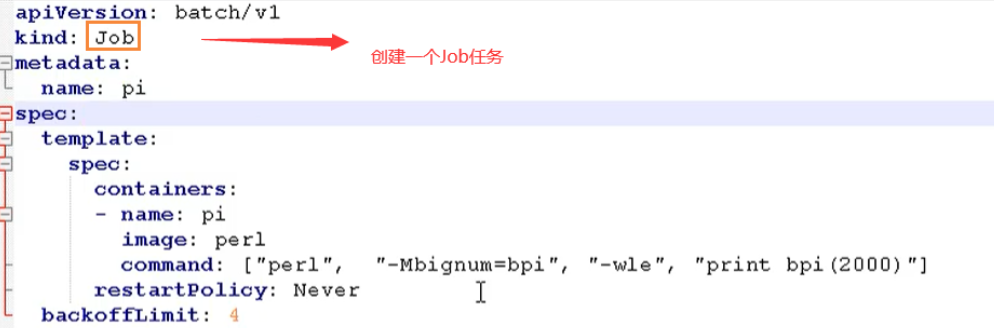 apiVersion: batch/v1
kind: Job
创建一个Job任务
metadata:
  name: pi
spec:
  template:
    spec:
      containers:
      - name: pi
        image: perl
        command: ["perl",  "-Mbignum=bpi", "-wle", "print bpi(2000)"]
      restartPolicy: Never
  backoffLimit: 4